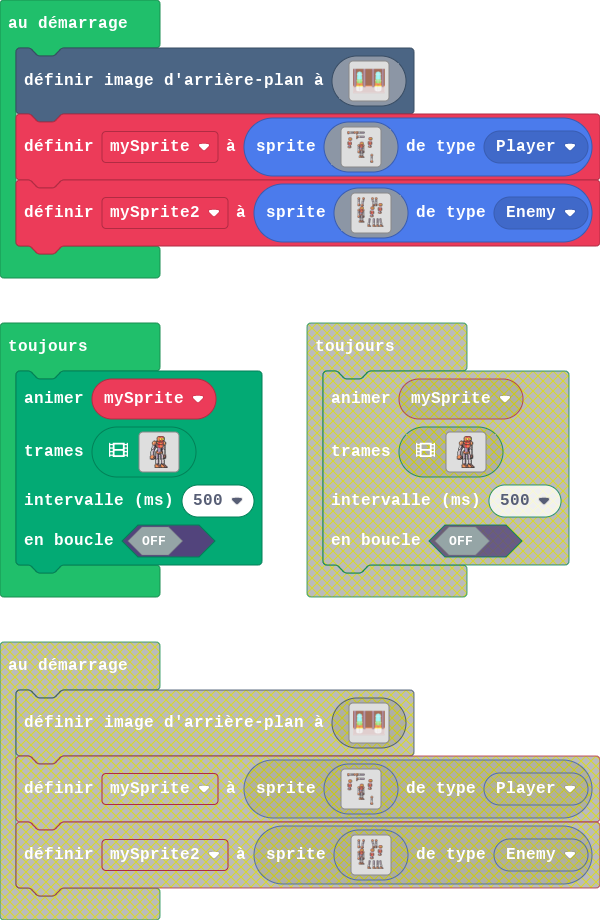 au démarrage
définir image d'arrière-plan à
définir mySprite à sprite de type Player
définir mySprite2 à sprite de type Enemy
toujours
animer mySprite
trames
intervalle (ms) 500
en boucle OFF
toujours
animer mySprite
trames
intervalle (ms) 500
en boucle OFF
au démarrage
définir image d'arrière-plan à
définir mySprite à sprite de type Player
définir mySprite2 à sprite de type Enemy